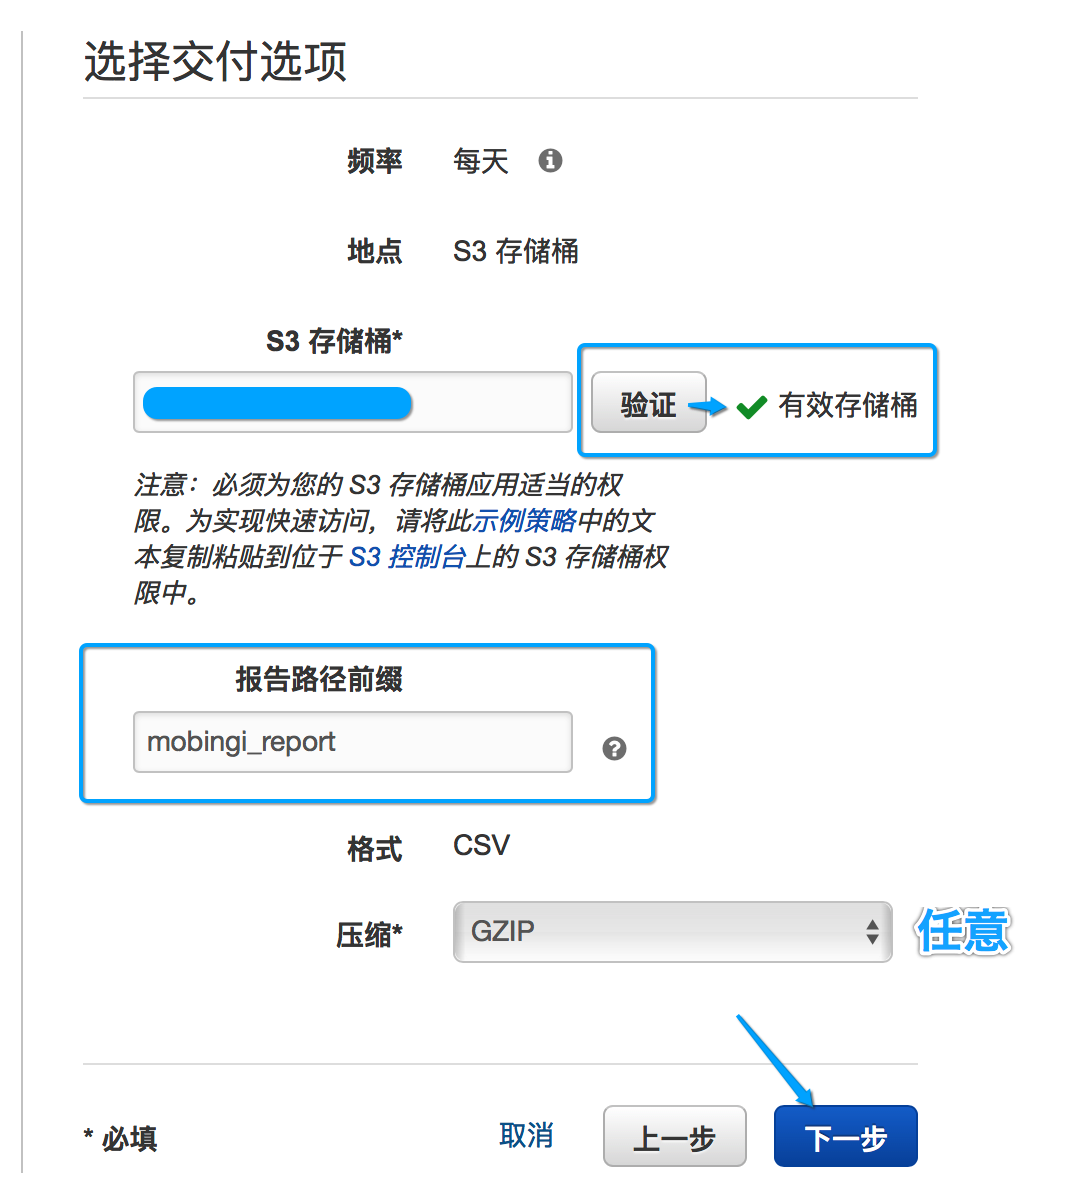 选择交付选项
频率 每天
地点 S3 存储桶
S3 存储桶*
验证 有效存储桶
注意：必须为您的 S3 存储桶应用适当的权
限。为实现快速访问，请将此示例策略中的文
本复制粘贴到位于 S3 控制台上的 S3 存储桶权
限中。
报告路径前缀
mobingi_report
格式 CSV
压缩* GZIP 任意
* 必填 取消 上一步 下一步